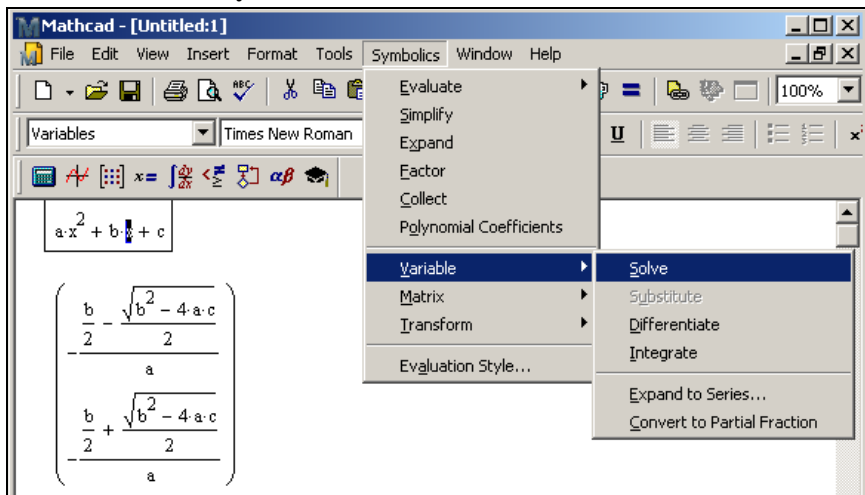 Mathcad - [Untitled:1]
File Edit View Insert Format Tools Symbolics Window Help
100%
Variables Times New Roman U
x= αβ
Evaluate
Simplify
Expand
Factor
Collect
Polynomial Coefficients
Variable
Matrix
Transform
Evaluation Style...
Solve
Substitute
Differentiate
Integrate
Expand to Series...
Convert to Partial Fraction
a·x² + b·x + c
b/2 - √(b² - 4·a·c)/2
a
b/2 + √(b² - 4·a·c)/2
a